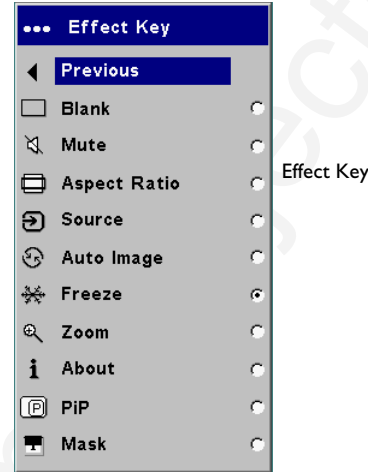 Effect Key
Previous
Blank
Mute
Aspect Ratio
Effect Key
Source
Auto Image
Freeze
Zoom
About
PiP
Mask